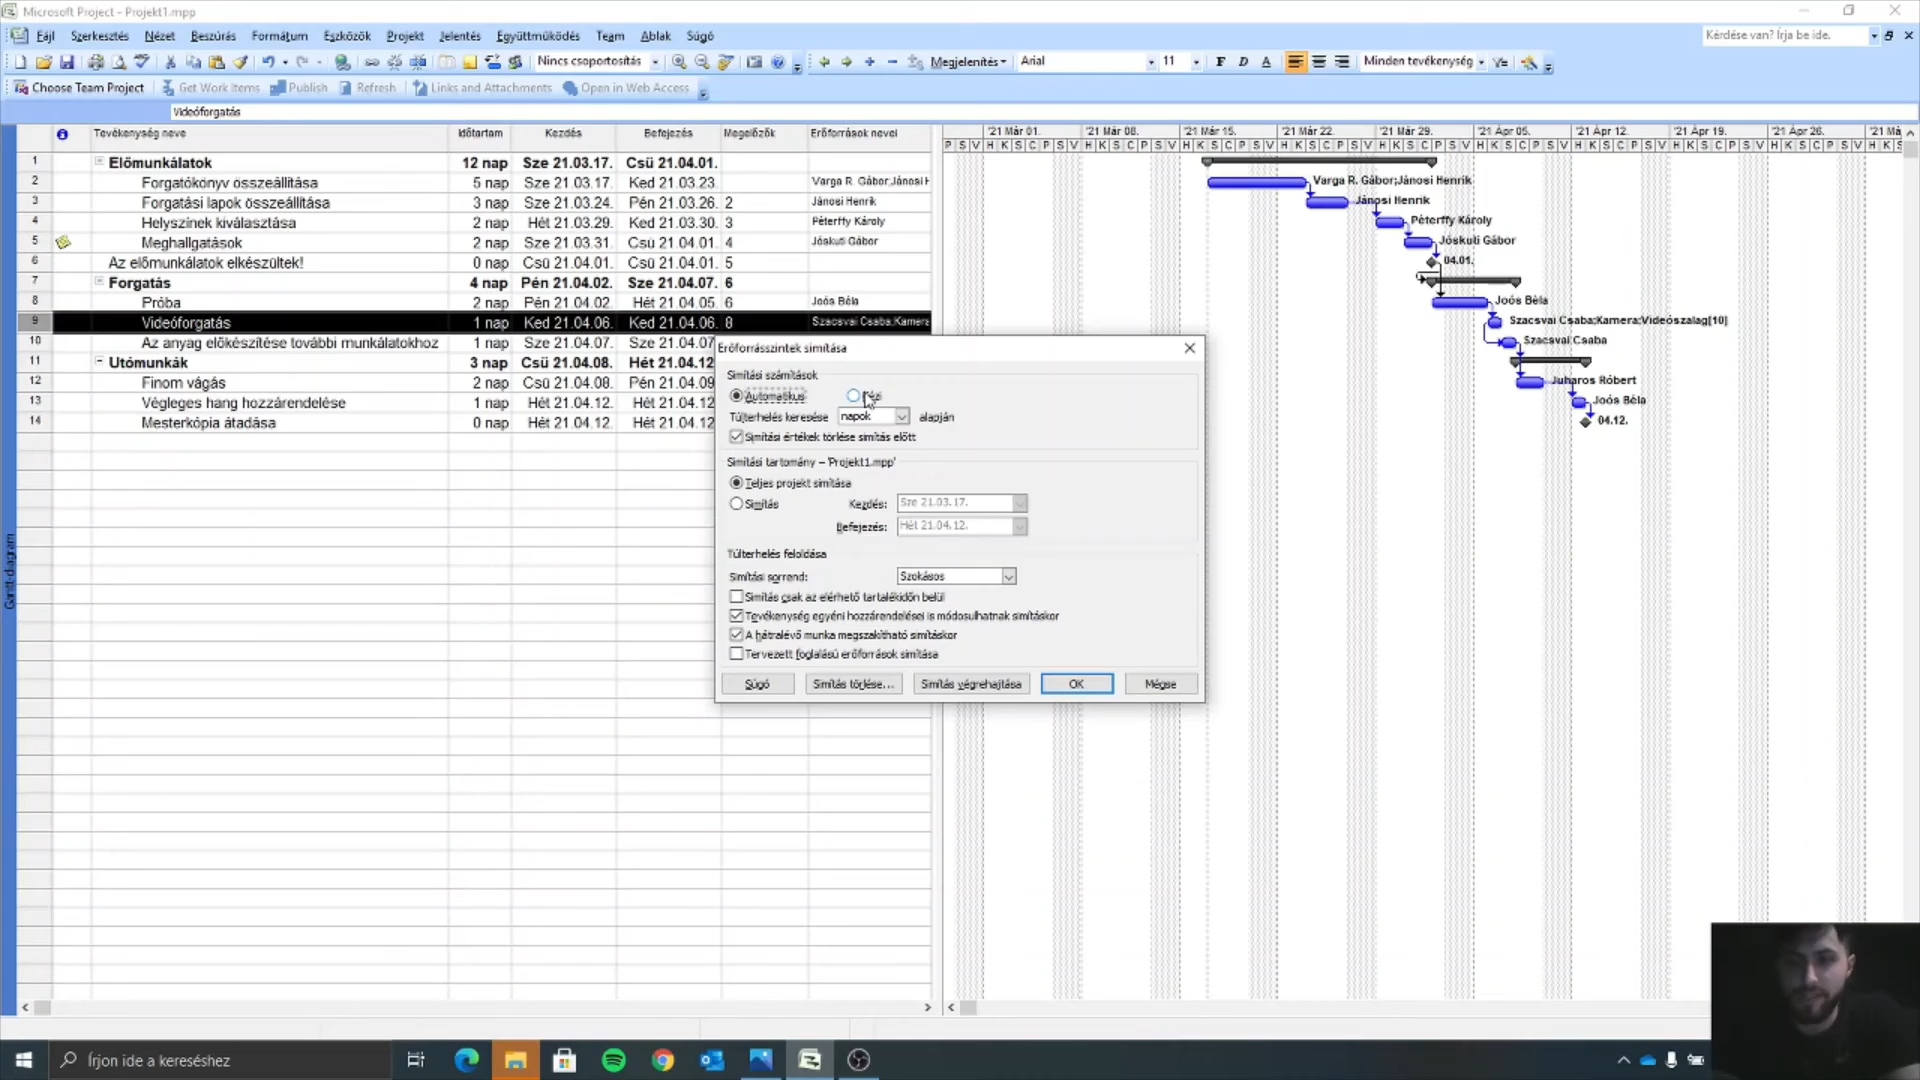 Microsoft Project - Projekt1.mpp
Fájl Szerkesztés Nézet Beszúrás Formátum Eszközök Projekt Jelentés Együttműködés Team Ablak Súgó
Kérdése van? Írja be ide.
Nincs csoportosítás Megjelenítés Arial 11 F D A Minden tevékenység
Choose Team Project Get Work Items Publish Refresh Links and Attachments Open in Web Access
Videóforgatás
Tevékenység neve Időtartam Kezdés Befejezés Megelőzők Erőforrások nevei
'21 Már 01. '21 Már 08. '21 Már 15. '21 Már 22. '21 Már 29. '21 Ápr 05. '21 Ápr 12. '21 Ápr 19. '21 Ápr 26. '21 Má
P S V H K S C P S V H K S C P S V H K S C P S V H K S C P S V H K S C P S V H K S C P S V H K S C P S V H K S C P S V H K S C P S V H K S
1 Előmunkálatok 12 nap Sze 21.03.17. Csü 21.04.01.
2 Forgatókönyv összeállítása 5 nap Sze 21.03.17. Ked 21.03.23. Varga R. Gábor;Jánosi H
Varga R. Gábor;Jánosi Henrik
3 Forgatási lapok összeállítása 3 nap Sze 21.03.24. Pén 21.03.26. 2 Jánosi Henrik
Jánosi Henrik
4 Helyszínek kiválasztása 2 nap Hét 21.03.29. Ked 21.03.30. 3 Péterffy Károly
Péterffy Károly
5 Meghallgatások 2 nap Sze 21.03.31. Csü 21.04.01. 4 Jóskuti Gábor
Jóskuti Gábor
6 Az előmunkálatok elkészültek! 0 nap Csü 21.04.01. Csü 21.04.01. 5
04.01.
7 Forgatás 4 nap Pén 21.04.02. Sze 21.04.07. 6
8 Próba 2 nap Pén 21.04.02. Hét 21.04.05. 6 Joós Béla
Joós Béla
9 Videóforgatás 1 nap Ked 21.04.06. Ked 21.04.06. 8 Szacsvai Csaba;Kamera
Szacsvai Csaba;Kamera;Videószalag[10]
10 Az anyag előkészítése további munkálatokhoz 1 nap Sze 21.04.07. Sze 21.04.07
Szacsvai Csaba
11 Utómunkák 3 nap Csü 21.04.08. Hét 21.04.12
12 Finom vágás 2 nap Csü 21.04.08. Pén 21.04.09
Juharos Róbert
13 Végleges hang hozzárendelése 1 nap Hét 21.04.12. Hét 21.04.12
Joós Béla
14 Mesterkópia átadása 0 nap Hét 21.04.12. Hét 21.04.12
04.12.
Erőforrásszintek simítása
Simítási számítások
Automatikus
Túlterhelés keresése napok alapján
Simítási értékek törlése simítás előtt
Simítási tartomány – 'Projekt1.mpp'
Teljes projekt simítása
Simítás Kezdés: Sze 21.03.17.
Befejezés: Hét 21.04.12.
Túlterhelés feloldása
Simítási sorrend: Szokásos
Simítás csak az elérhető tartalékidőn belül
Tevékenység egyéni hozzárendelései is módosulhatnak simításkor
A hátralévő munka megszakítható simításkor
Tervezett foglalású erőforrások simítása
Súgó Simítás törlése... Simítás végrehajtása OK Mégse
Gantt-diagram
Írjon ide a kereséshez